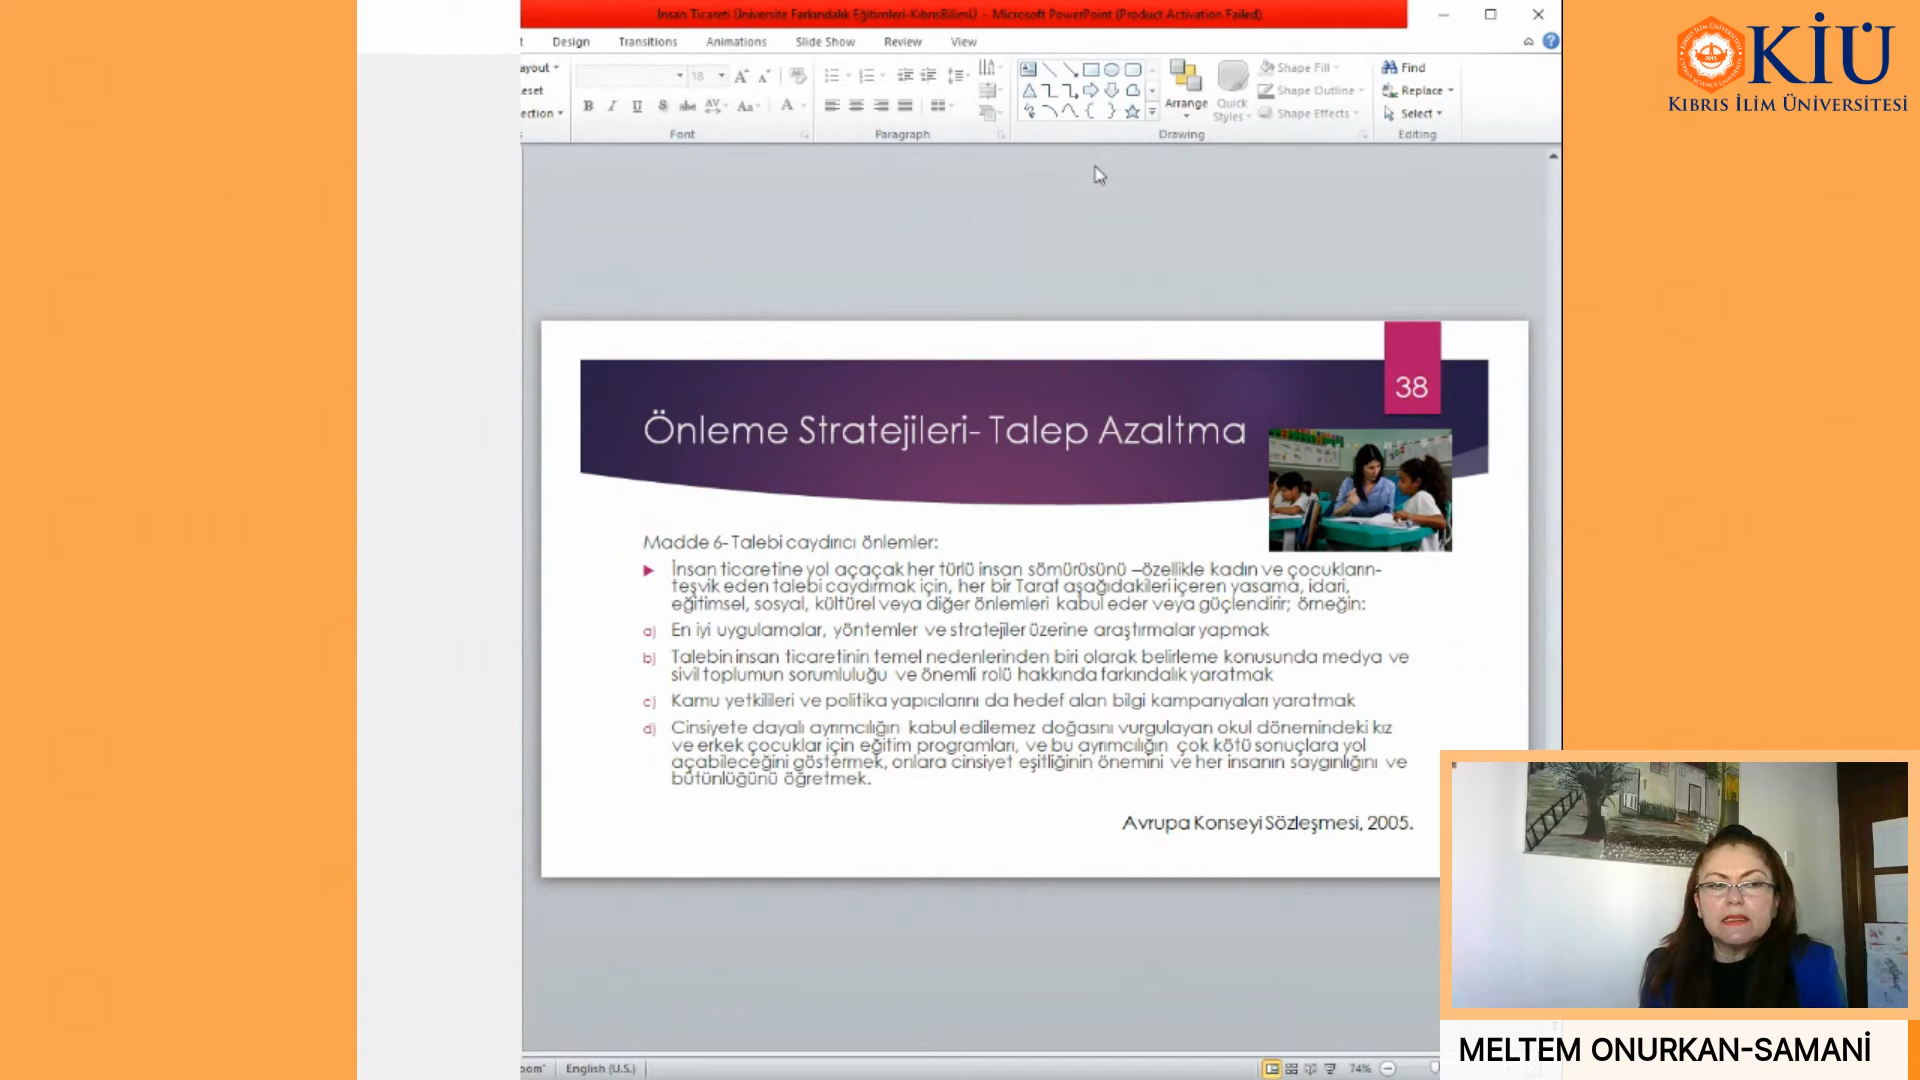 İnsan Ticareti Üniversite Farkındalık Eğitimleri-KıbrısBilimÜ - Microsoft PowerPoint (Product Activation Failed)
KİÜ
KIBRIS İLİM ÜNİVERSİTESİ
Design Transitions Animations Slide Show Review View
ayout
eset
ection
18
Font
Paragraph
Arrange
Quick
Styles
Shape Fill
Shape Outline
Shape Effects
Drawing
Find
Replace
Select
Editing
38
Önleme Stratejileri- Talep Azaltma
Madde 6- Talebi caydırıcı önlemler:
İnsan ticaretine yol açaçak her türlü insan sömürüsünü –özellikle kadın ve çocukların-
teşvik eden talebi caydırmak için, her bir Taraf aşağıdakileri içeren yasama, idari,
eğitimsel, sosyal, kültürel veya diğer önlemleri kabul eder veya güçlendirir; örneğin:
a) En iyi uygulamalar, yöntemler ve stratejiler üzerine araştırmalar yapmak
b) Talebin insan ticaretinin temel nedenlerinden biri olarak belirleme konusunda medya ve
sivil toplumun sorumluluğu ve önemli rolü hakkında farkındalık yaratmak
c) Kamu yetkilileri ve politika yapıcılarını da hedef alan bilgi kampanyaları yaratmak
d) Cinsiyete dayalı ayrımcılığın kabul edilemez doğasını vurgulayan okul dönemindeki kız
ve erkek çocuklar için eğitim programları, ve bu ayrımcılığın çok kötü sonuçlara yol
açabileceğini göstermek, onlara cinsiyet eşitliğinin önemini ve her insanın saygınlığını ve
bütünlüğünü öğretmek.
Avrupa Konseyi Sözleşmesi, 2005.
MELTEM ONURKAN-SAMANİ
oom"
English (U.S.)
74%